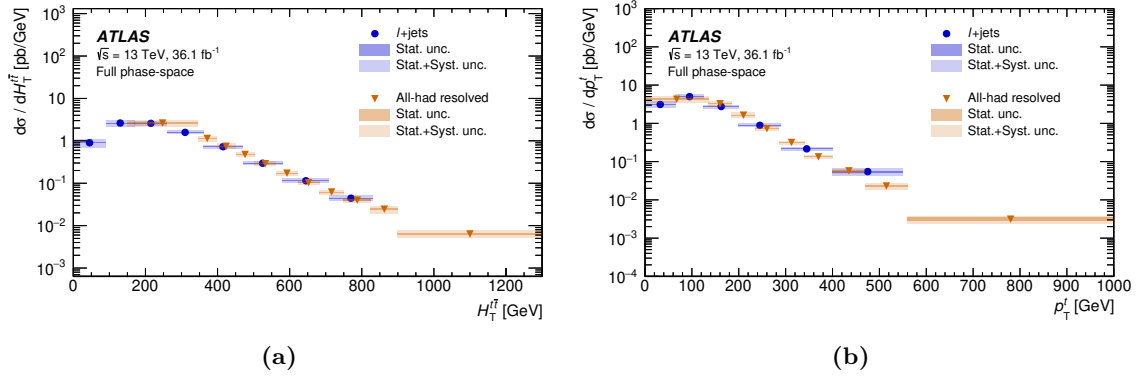 dσ / dH_T^{tt̄} [pb/GeV]
10³
10²
10
1
10⁻¹
10⁻²
10⁻³
ATLAS
√s = 13 TeV, 36.1 fb⁻¹
Full phase-space
l+jets
Stat. unc.
Stat.+Syst. unc.
All-had resolved
Stat. unc.
Stat.+Syst. unc.
0 200 400 600 800 1000 1200
H_T^{tt̄} [GeV]
(a)
dσ / dp_T^t [pb/GeV]
10³
10²
10
1
10⁻¹
10⁻²
10⁻³
10⁻⁴
ATLAS
√s = 13 TeV, 36.1 fb⁻¹
Full phase-space
l+jets
Stat. unc.
Stat.+Syst. unc.
All-had resolved
Stat. unc.
Stat.+Syst. unc.
0 100 200 300 400 500 600 700 800 900 1000
p_T^t [GeV]
(b)